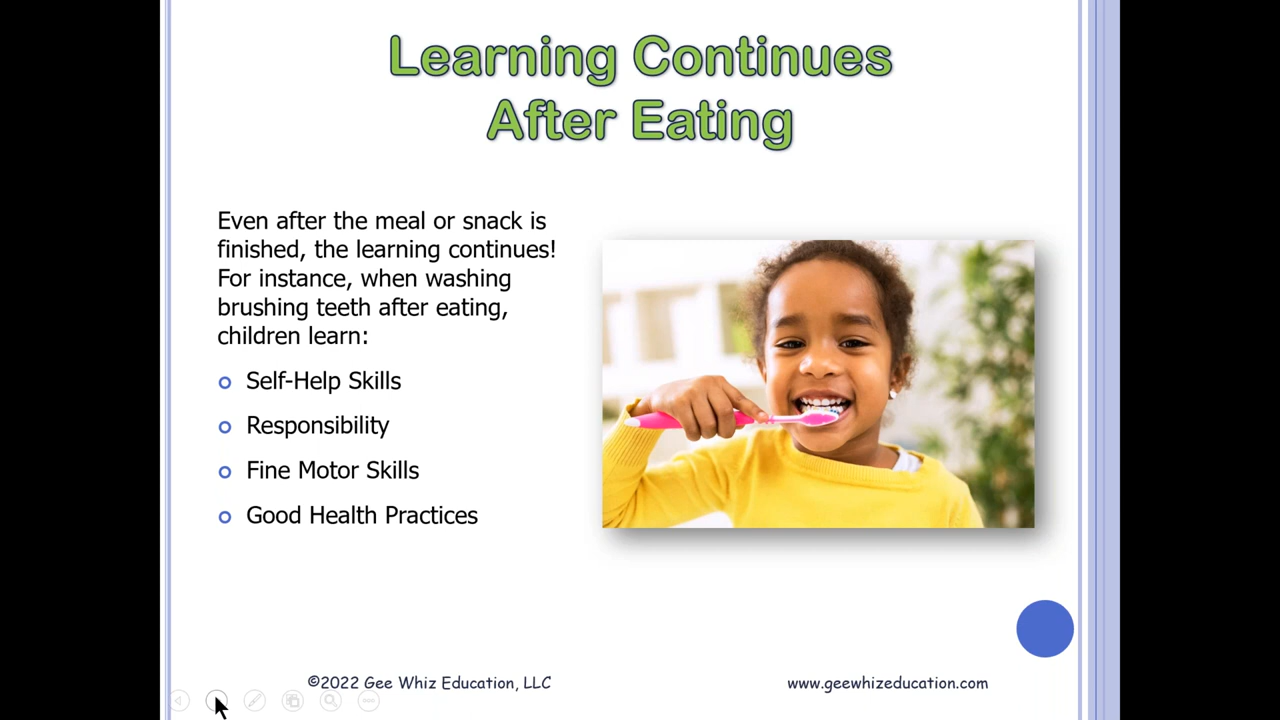 Learning Continues
After Eating
Even after the meal or snack is
finished, the learning continues!
For instance, when washing
brushing teeth after eating,
children learn:
Self-Help Skills
Responsibility
Fine Motor Skills
Good Health Practices
©2022 Gee Whiz Education, LLC
www.geewhizeducation.com